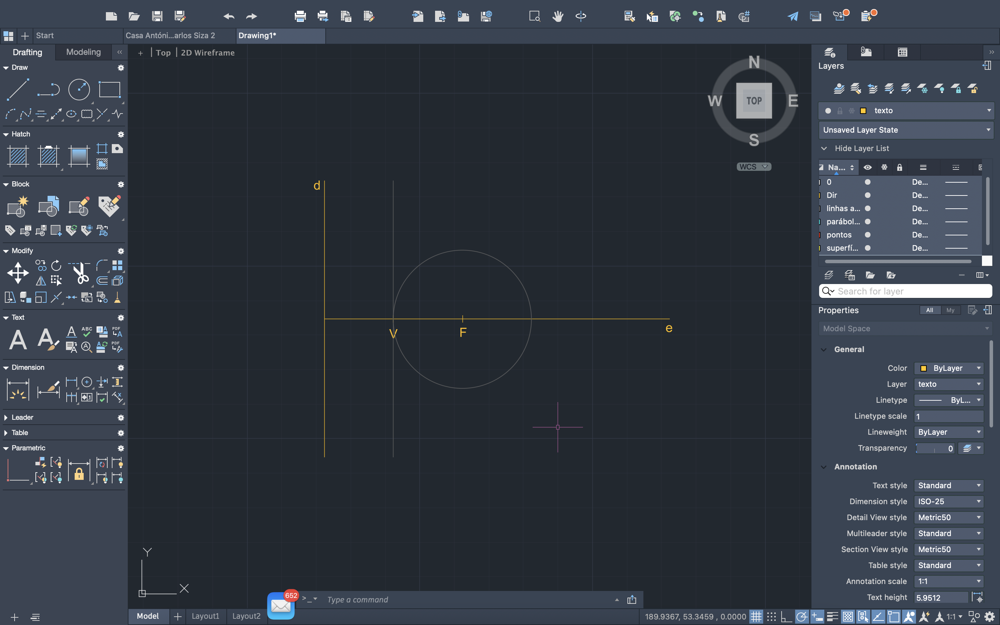 Start
Casa Antóni...arlos Siza 2
Drawing1*
Drafting
Modeling
+ Top 2D Wireframe
Draw
Hatch
Block
Modify
Text
ABC
PDF
PDF
Dimension
Leader
Table
Parametric
d
V
F
e
Y
X
N
W
TOP
E
S
WCS
Layers
texto
Unsaved Layer State
Hide Layer List
Na...
0 De...
Dir De...
linhas a... De...
parábol... De...
pontos De...
superfí... De...
Search for layer
Properties
All
My
Model Space
General
Color ByLayer
Layer texto
Linetype ByL...
Linetype scale 1
Lineweight ByLayer
Transparency 0
Annotation
Text style Standard
Dimension style ISO-25
Detail View style Metric50
Multileader style Standard
Section View style Metric50
Table style Standard
Annotation scale 1:1
Text height 5.9512
652
>_ Type a command
Model
Layout1
Layout2
189.9367, 53.3459 , 0.0000
1:1